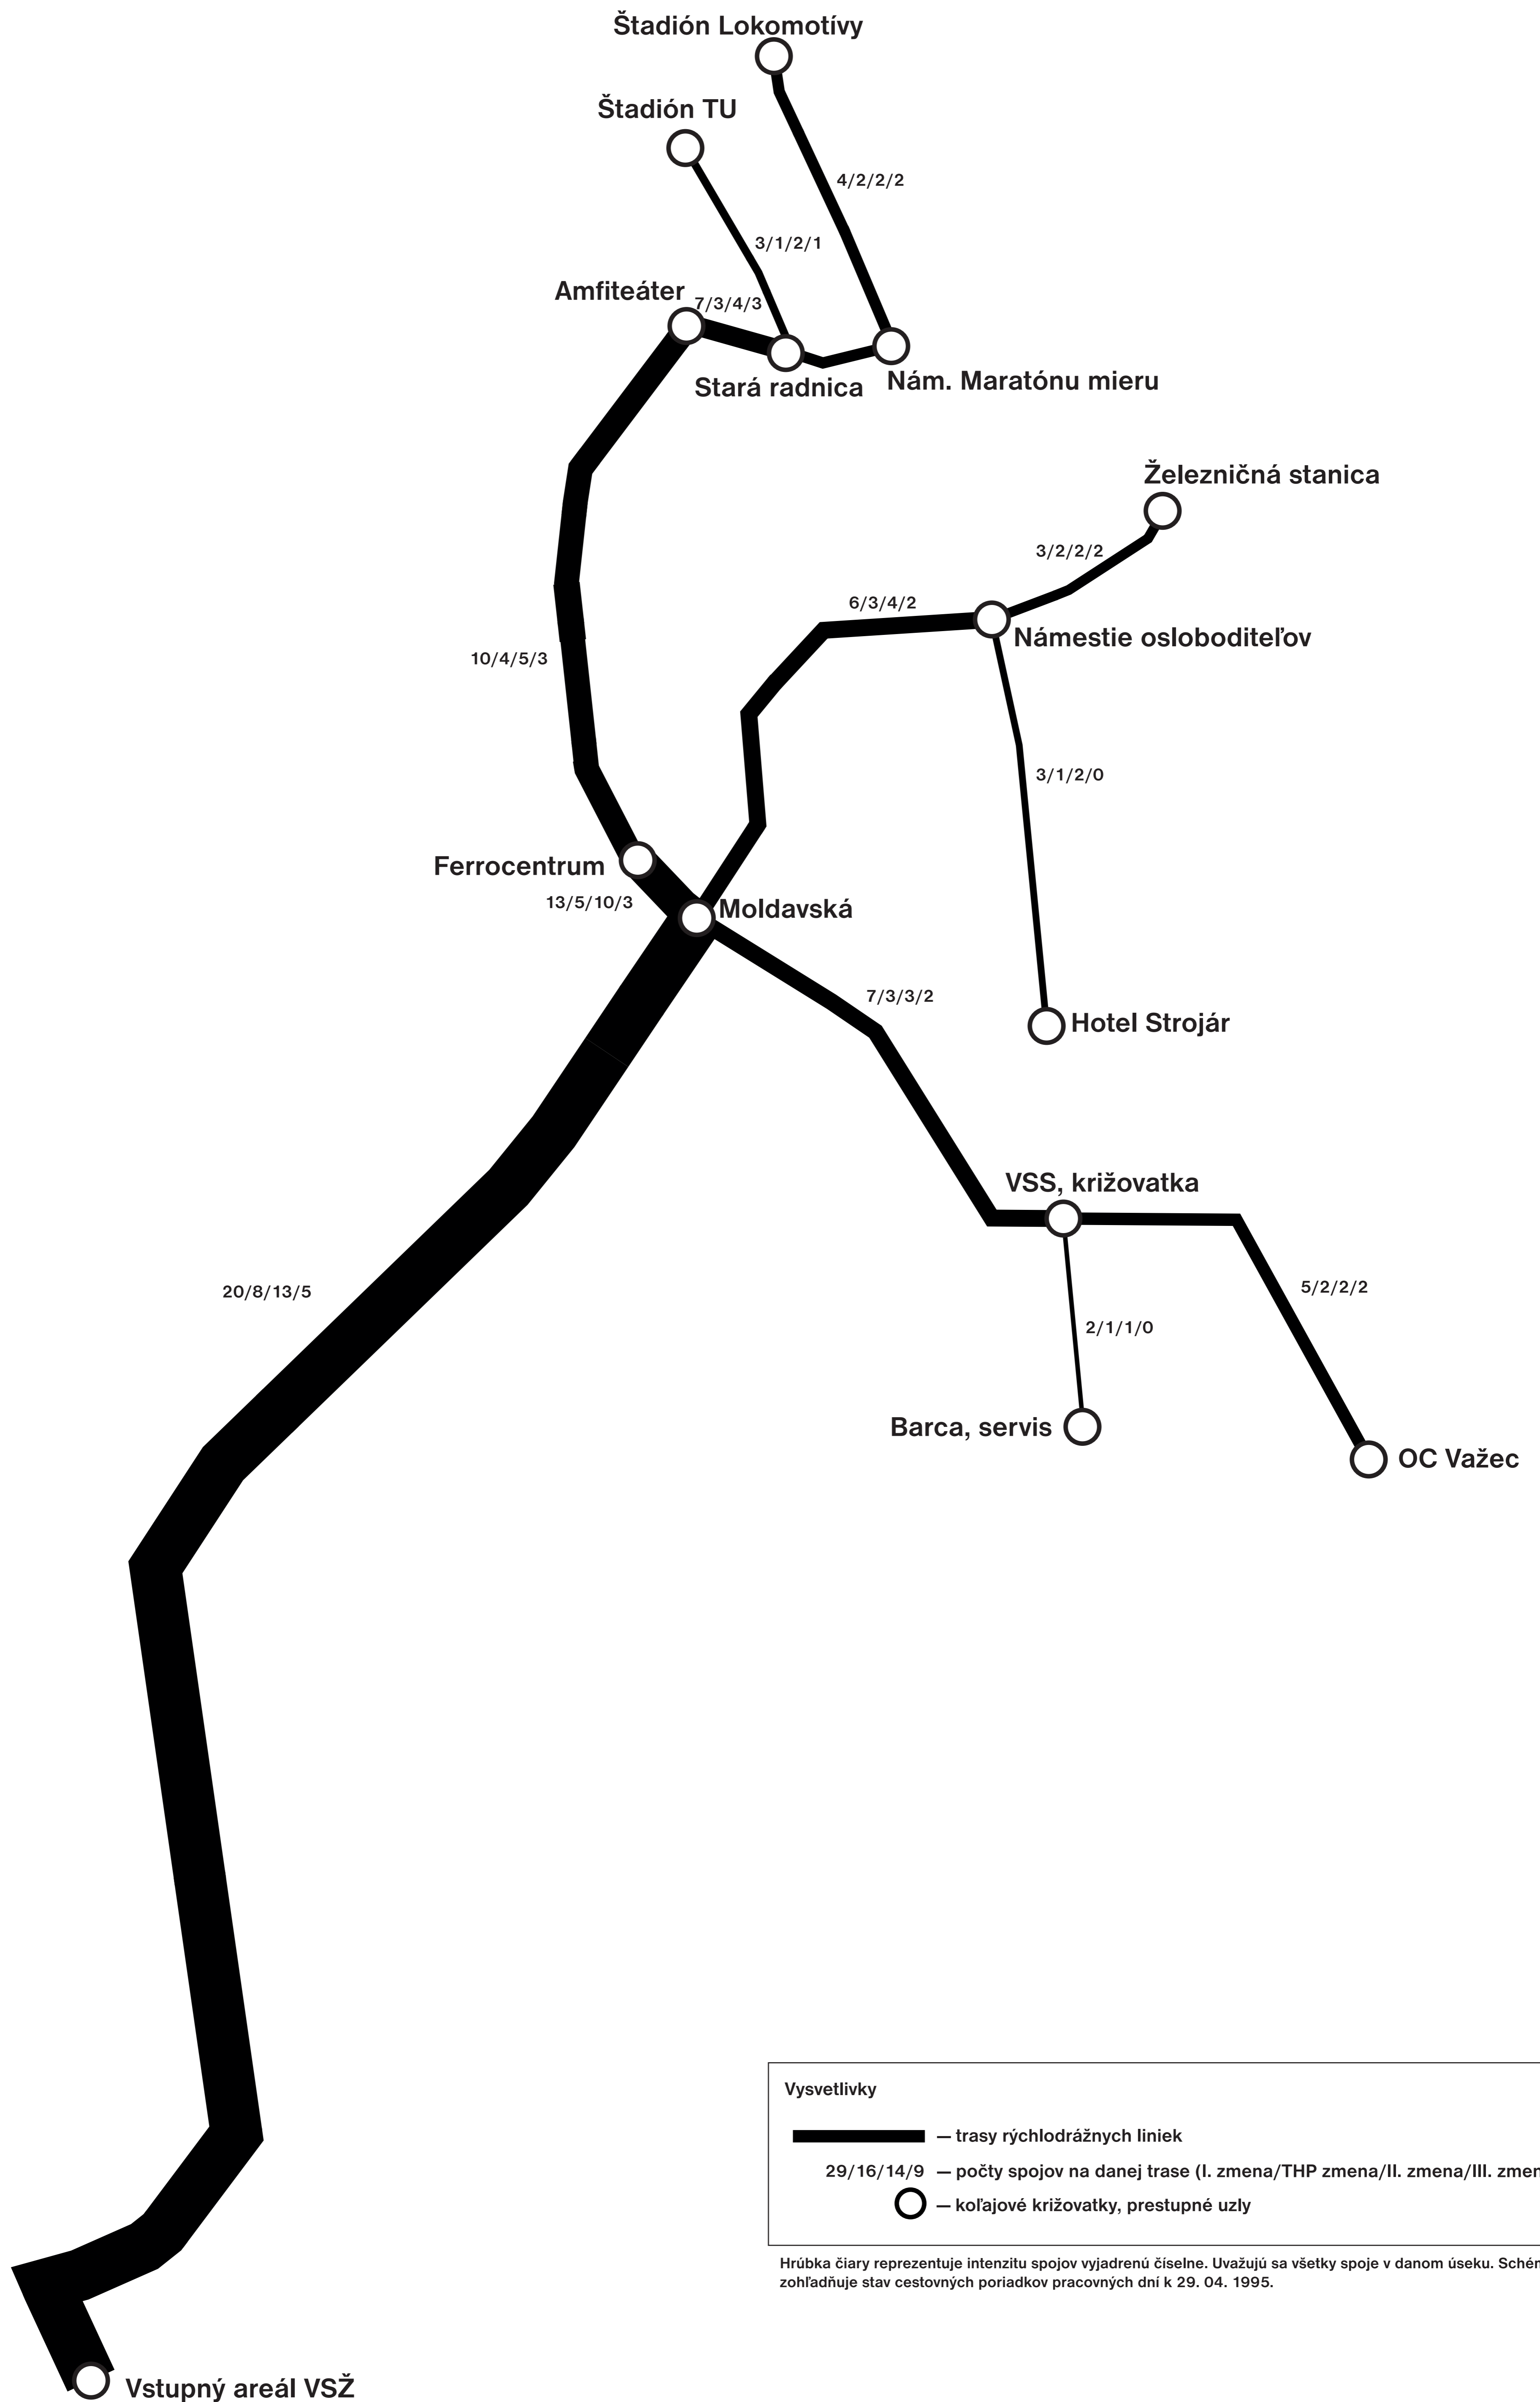 Štadión Lokomotívy
Štadión TU
4/2/2/2
3/1/2/1
Amfiteáter
7/3/4/3
Stará radnica
Nám. Maratónu mieru
Železničná stanica
3/2/2/2
6/3/4/2
Námestie osloboditeľov
10/4/5/3
3/1/2/0
Ferrocentrum
13/5/10/3
Moldavská
7/3/3/2
Hotel Strojár
VSS, križovatka
20/8/13/5
5/2/2/2
2/1/1/0
Barca, servis
OC Važec
Vysvetlivky
— trasy rýchlodrážnych liniek
29/16/14/9 — počty spojov na danej trase (I. zmena/THP zmena/II. zmena/III. zmen
— koľajové križovatky, prestupné uzly
Hrúbka čiary reprezentuje intenzitu spojov vyjadrenú číselne. Uvažujú sa všetky spoje v danom úseku. Schém
zohľadňuje stav cestovných poriadkov pracovných dní k 29. 04. 1995.
Vstupný areál VSŽ